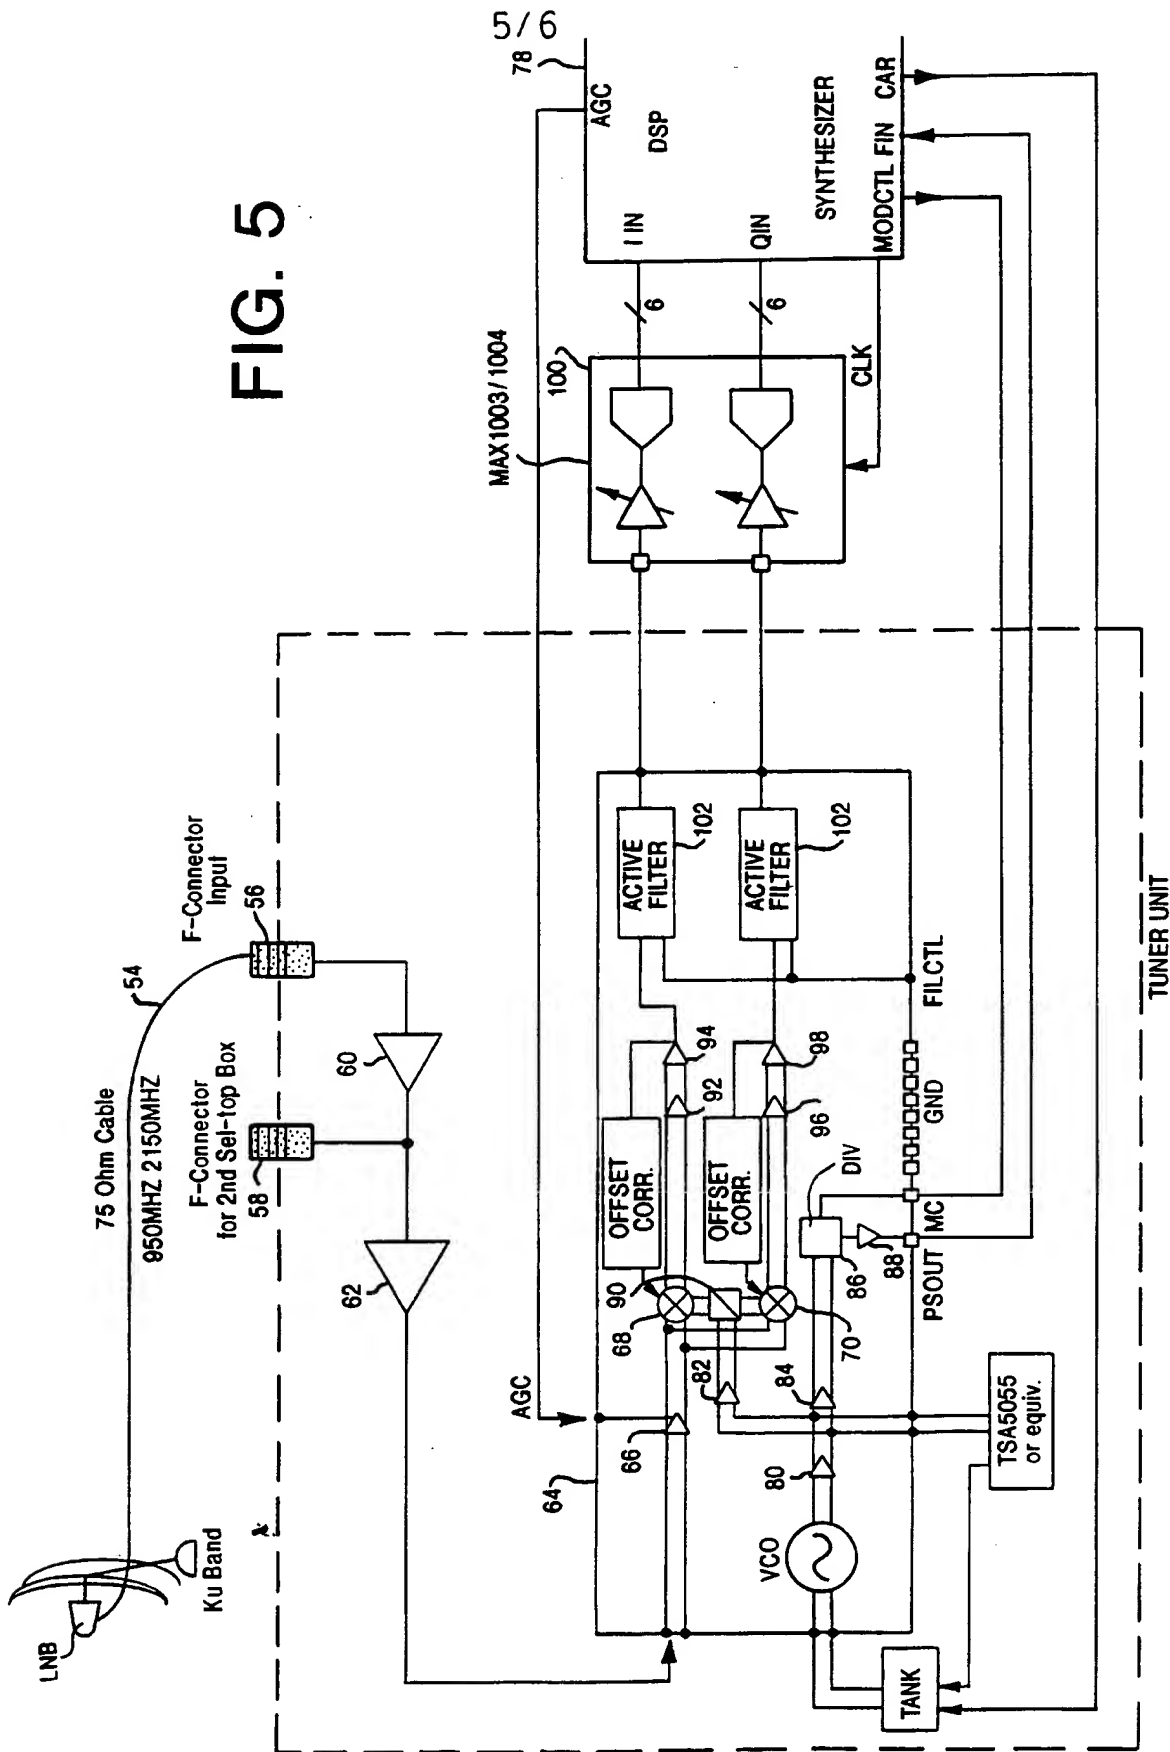 5/6
FIG. 5
LNB
Ku Band
75 Ohm Cable
950MHZ 2150MHZ
54
F-Connector
Input
56
F-Connector
for 2nd Sel-top Box
58
60
62
AGC
64
66
68
90
70
82
84
80
VCO
TANK
TSA5055
or equiv.
OFFSET
CORR.
OFFSET
CORR.
92
94
96
98
DIV
86
88
PSOUT
MC
GND
FILCTL
ACTIVE
FILTER
102
ACTIVE
FILTER
102
TUNER UNIT
MAX1003/1004
100
6
6
CLK
78
AGC
DSP
I IN
QIN
SYNTHESIZER
MODCTL FIN CAR